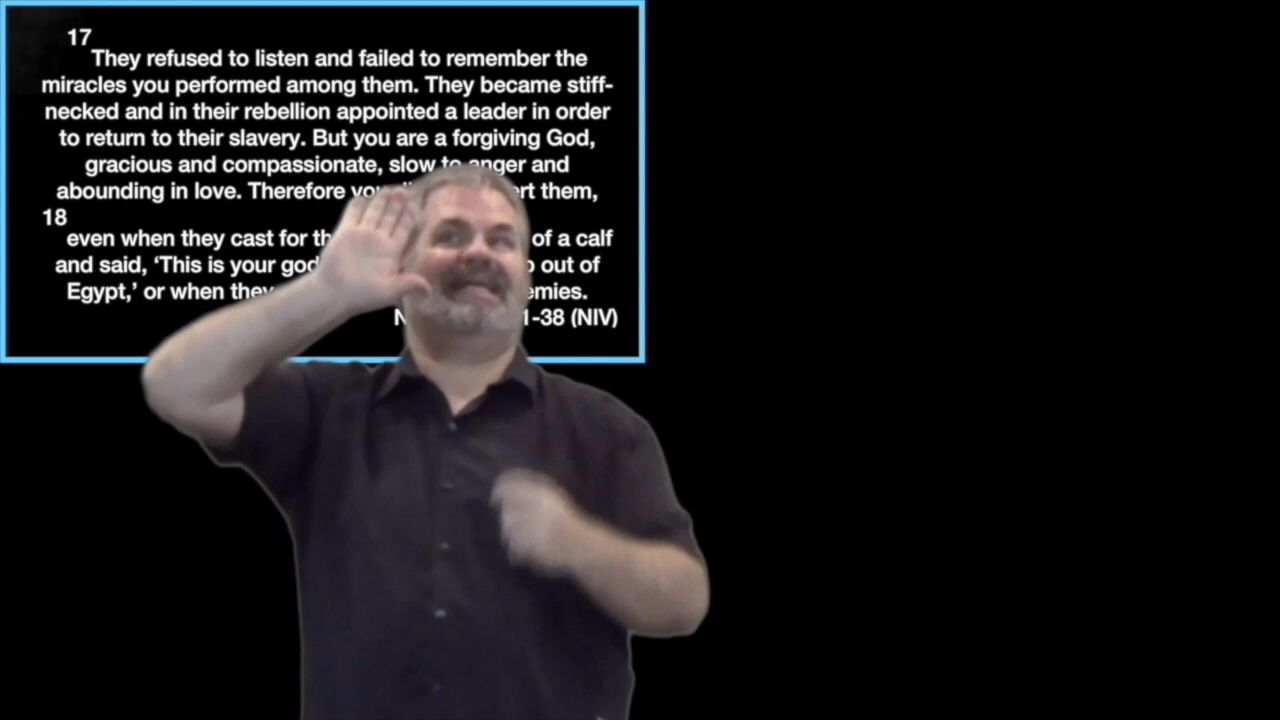 17
They refused to listen and failed to remember the
miracles you performed among them. They became stiff-
necked and in their rebellion appointed a leader in order
to return to their slavery. But you are a forgiving God,
gracious and compassionate, slow to anger and
abounding in love. Therefore them,
18
even when they cast for of a calf
and said, ‘This is your out of
Egypt,’ or when
(NIV)